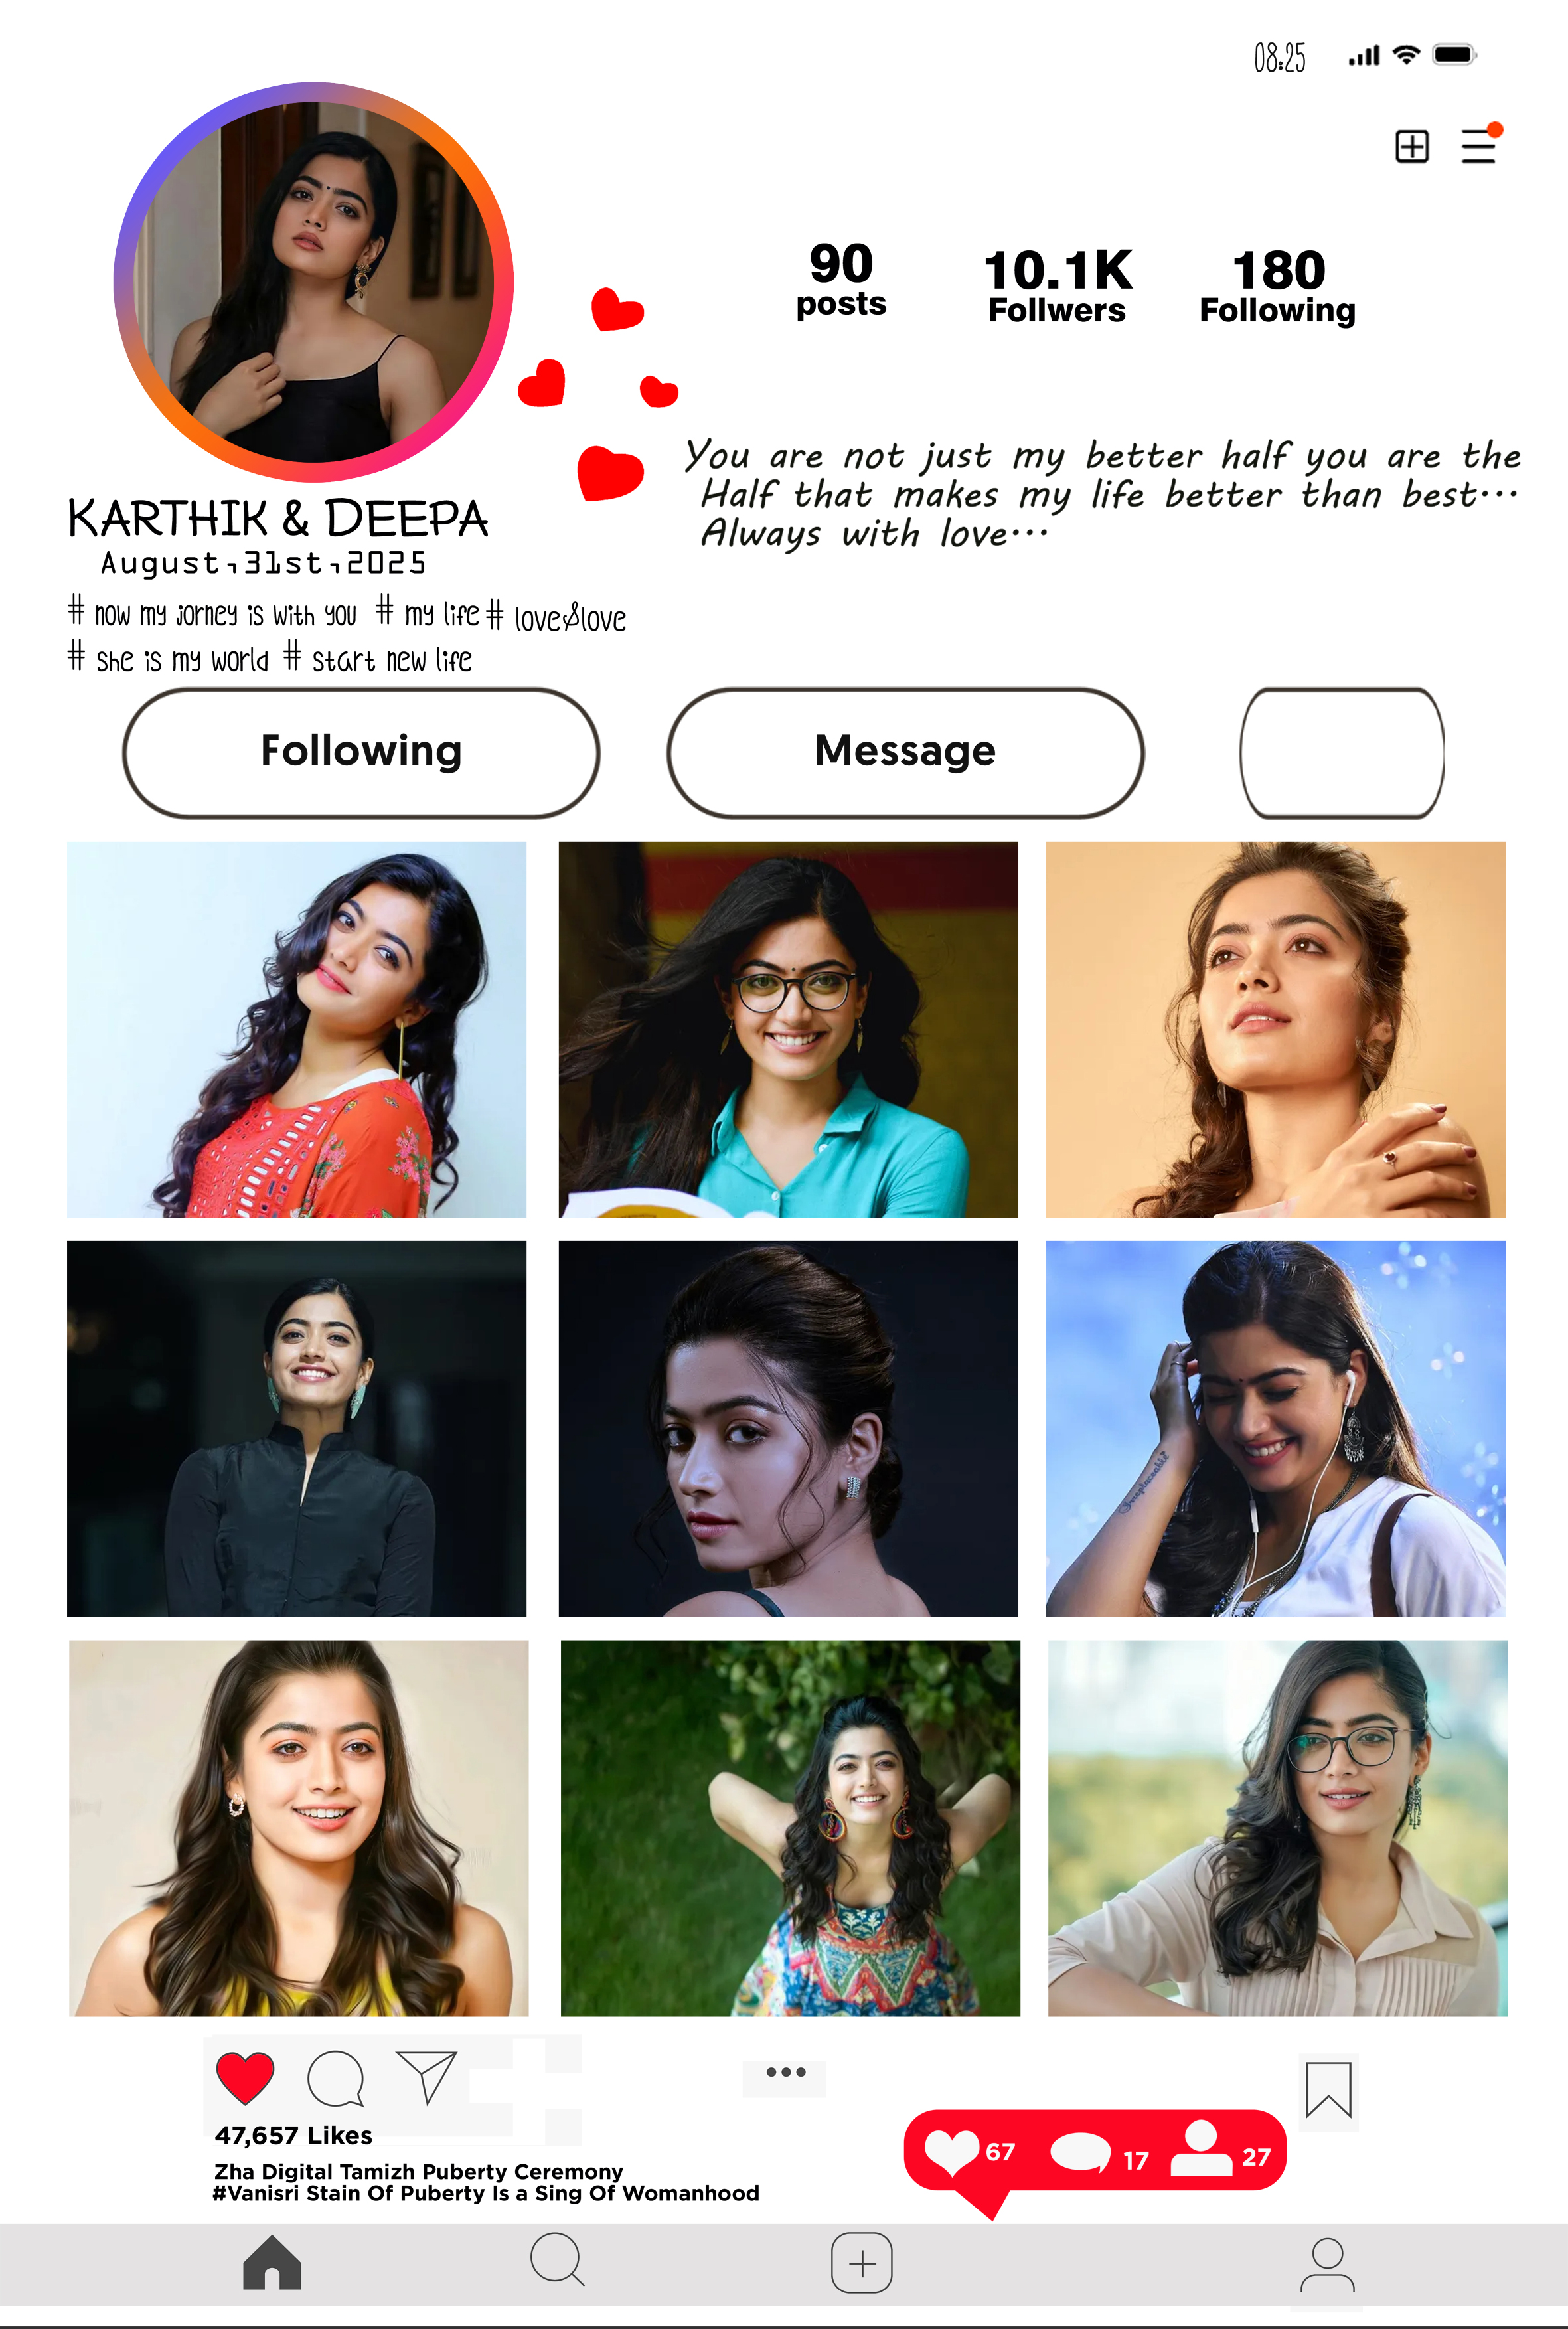 08:25
90
posts
10.1K
Follwers
180
Following
You are not just my better half you are the
Half that makes my life better than best...
Always with love...
KARTHIK & DEEPA
August,31st,2025
# now my jorney is with you # my life # love&love
# she is my world # start new life
Following
Message
Irreplaceable
47,657 Likes
Zha Digital Tamizh Puberty Ceremony
#Vanisri Stain Of Puberty Is a Sing Of Womanhood
67
17
27